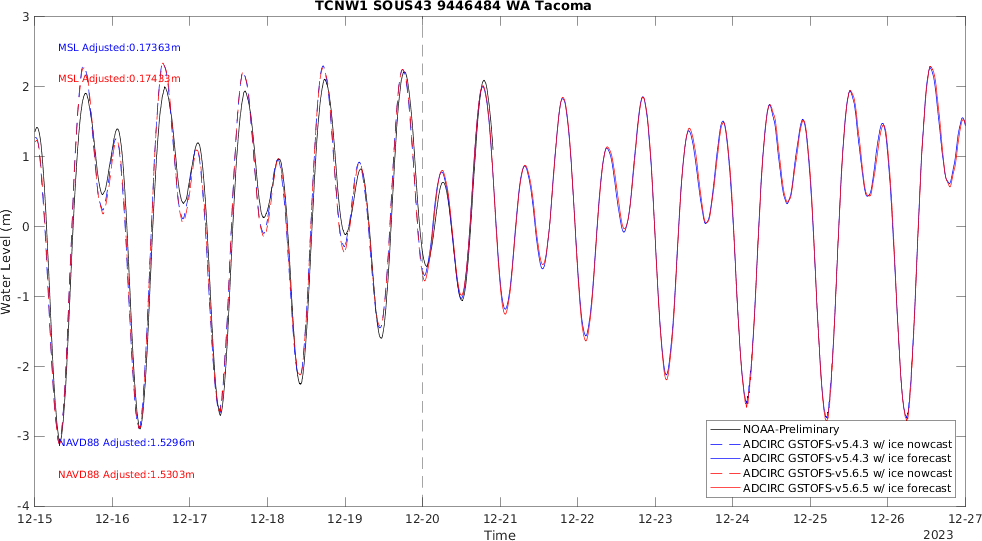 TCNW1 SOUS43 9446484 WA Tacoma
3
2
1
0
-1
-2
-3
-4
Water Level (m)
MSL Adjusted:0.17363m
MSL Adjusted:0.17433m
NAVD88 Adjusted:1.5296m
NAVD88 Adjusted:1.5303m
NOAA-Preliminary
ADCIRC GSTOFS-v5.4.3 w/ ice nowcast
ADCIRC GSTOFS-v5.4.3 w/ ice forecast
ADCIRC GSTOFS-v5.6.5 w/ ice nowcast
ADCIRC GSTOFS-v5.6.5 w/ ice forecast
12-15 12-16 12-17 12-18 12-19 12-20 12-21 12-22 12-23 12-24 12-25 12-26 12-27
Time
2023